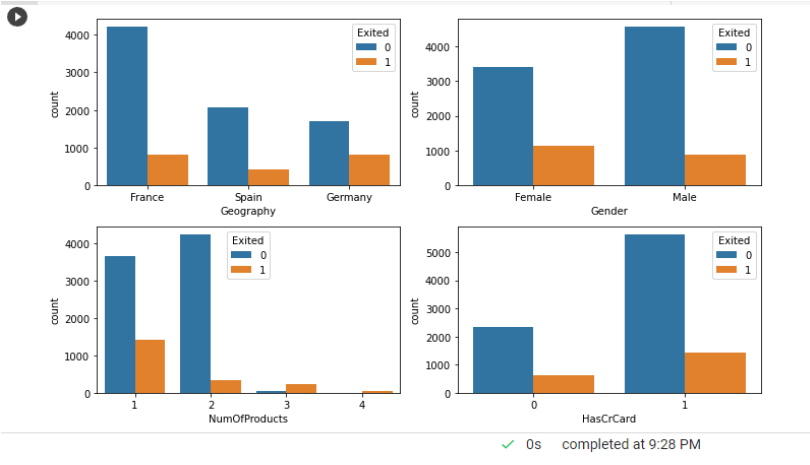 Exited
0
1
4000
3000
2000
1000
0
count
France Spain Germany
Geography
Exited
0
1
4000
3000
2000
1000
0
count
Female Male
Gender
Exited
0
1
4000
3000
2000
1000
0
count
1 2 3 4
NumOfProducts
Exited
0
1
5000
4000
3000
2000
1000
0
count
0 1
HasCrCard
0s completed at 9:28 PM